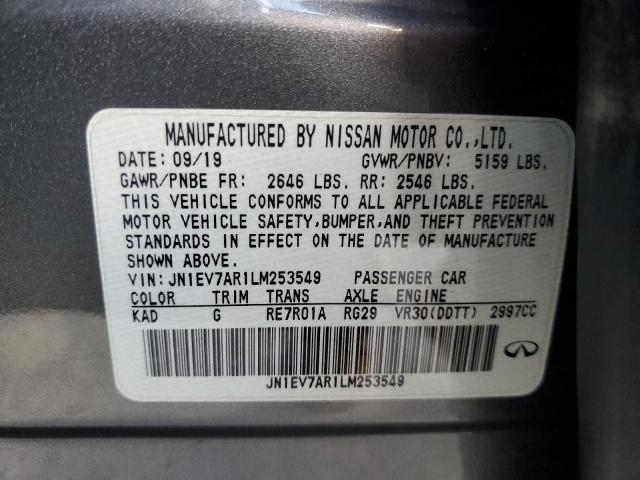 MANUFACTURED BY NISSAN MOTOR CO.,LTD.
DATE: 09/19 GVWR/PNBV: 5159 LBS.
GAWR/PNBE FR: 2646 LBS. RR: 2546 LBS.
THIS VEHICLE CONFORMS TO ALL APPLICABLE FEDERAL
MOTOR VEHICLE SAFETY,BUMPER,AND THEFT PREVENTION
STANDARDS IN EFFECT ON THE DATE OF MANUFACTURE
SHOWN ABOVE.
VIN: JN1EV7AR1LM253549 PASSENGER CAR
COLOR TRIM TRANS AXLE ENGINE
KAD G RE7R01A RG29 VR30(DDTT) 2997CC
JN1EV7AR1LM253549